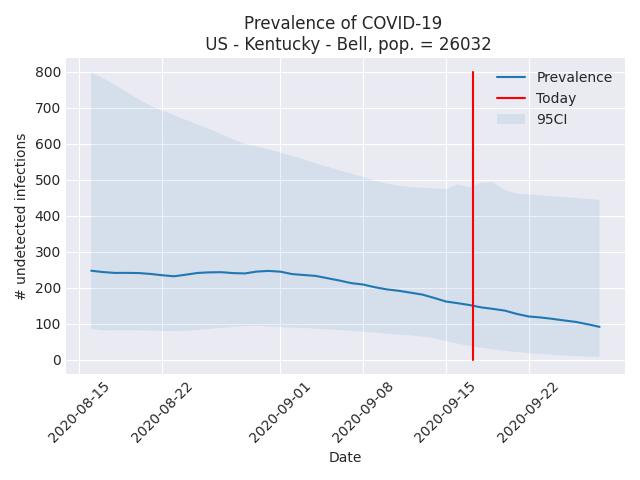 Prevalence of COVID-19
US - Kentucky - Bell, pop. = 26032
Prevalence
Today
95CI
# undetected infections
800
700
600
500
400
300
200
100
0
2020-08-15
2020-08-22
2020-09-01
2020-09-08
2020-09-15
2020-09-22
Date